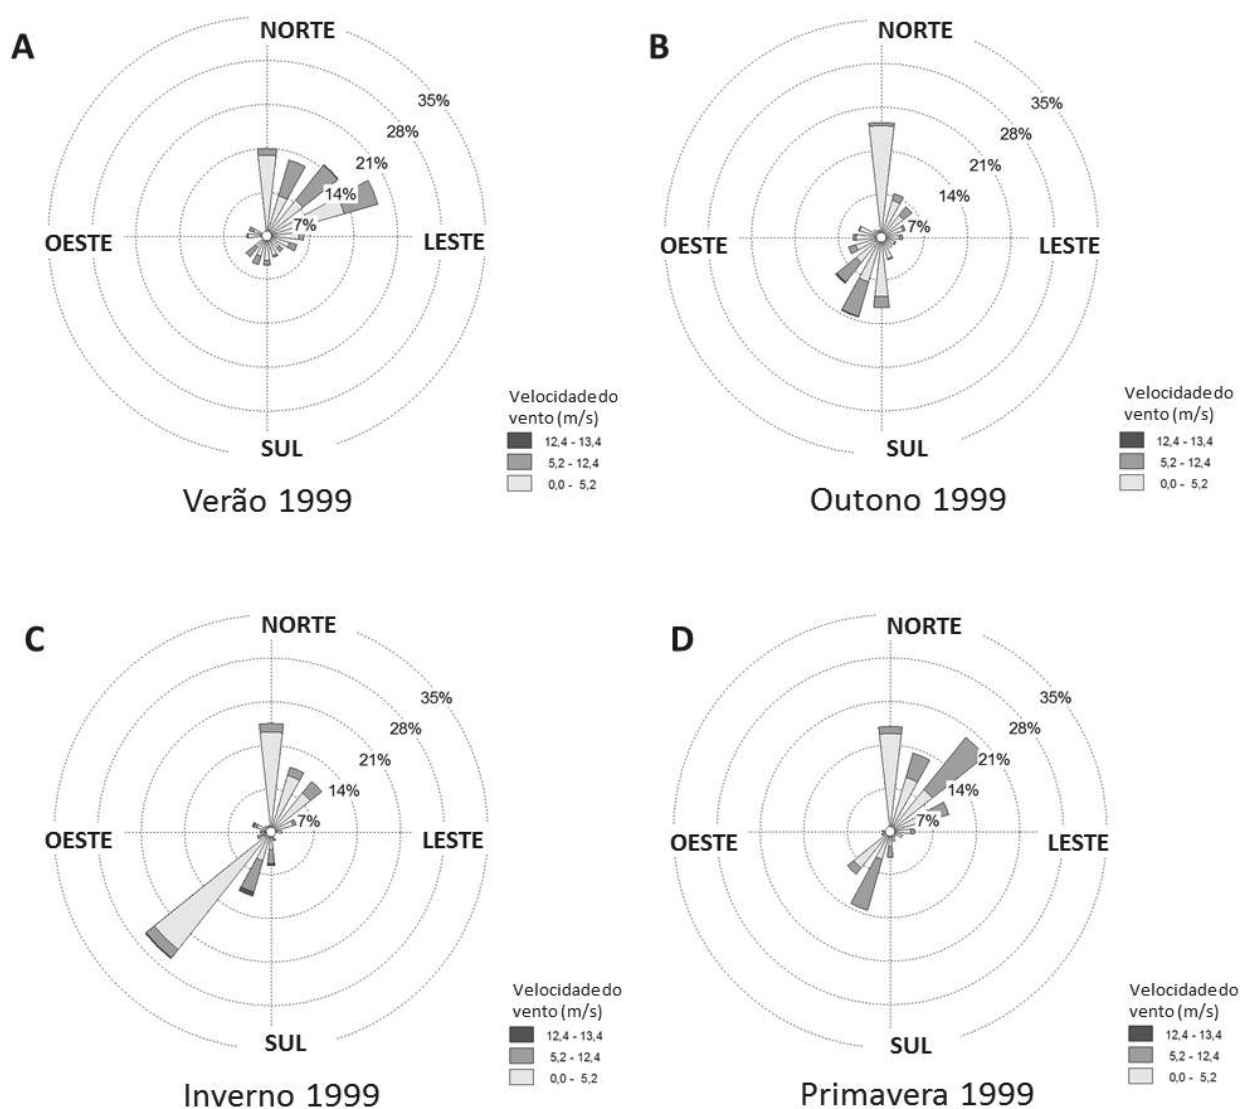 A
NORTE
35%
28%
21%
14%
7%
OESTE
LESTE
SUL
Velocidade do
vento (m/s)
12,4 - 13,4
5,2 - 12,4
0,0 - 5,2
Verão 1999
B
NORTE
35%
28%
21%
14%
7%
OESTE
LESTE
SUL
Velocidade do
vento (m/s)
12,4 - 13,4
5,2 - 12,4
0,0 - 5,2
Outono 1999
C
NORTE
35%
28%
21%
14%
7%
OESTE
LESTE
SUL
Velocidade do
vento (m/s)
12,4 - 13,4
5,2 - 12,4
0,0 - 5,2
Inverno 1999
D
NORTE
35%
28%
21%
14%
7%
OESTE
LESTE
SUL
Velocidade do
vento (m/s)
12,4 - 13,4
5,2 - 12,4
0,0 - 5,2
Primavera 1999